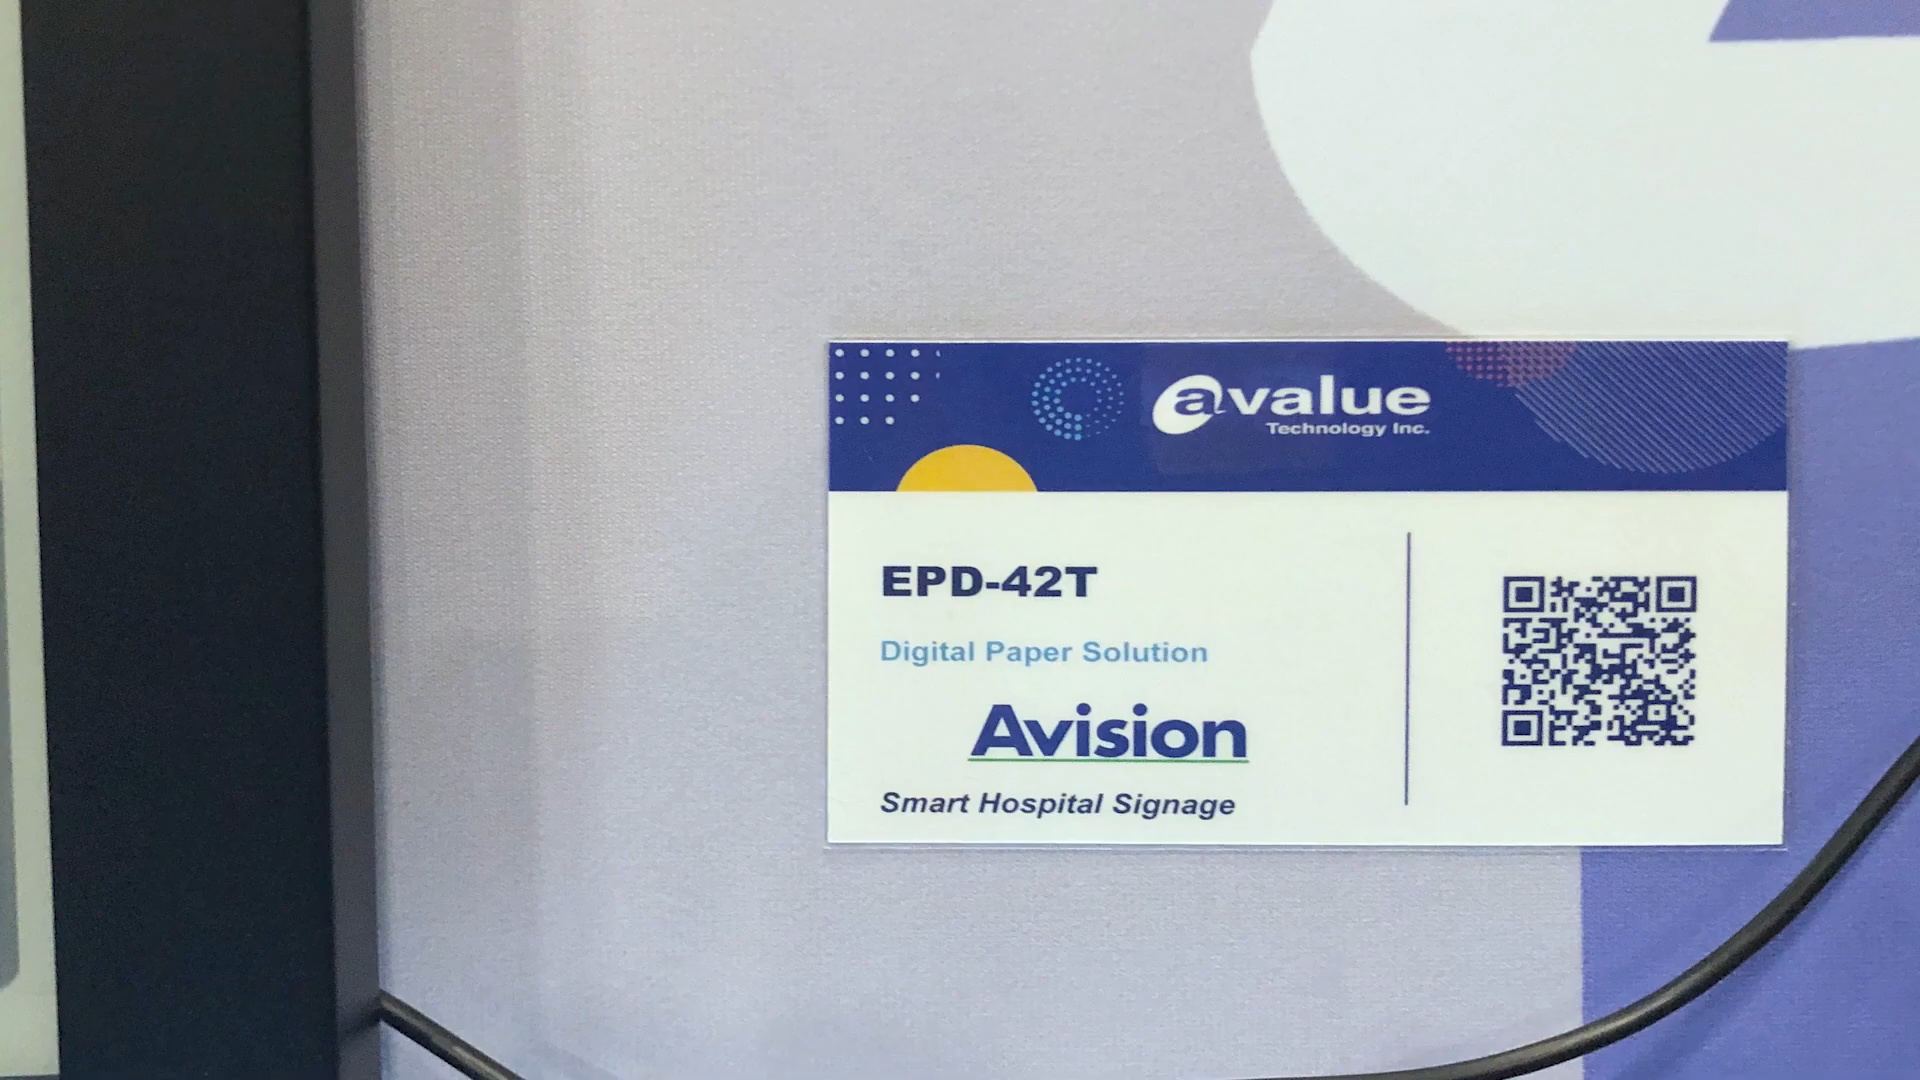 avalue
Technology Inc.
EPD-42T
Digital Paper Solution
Avision
Smart Hospital Signage